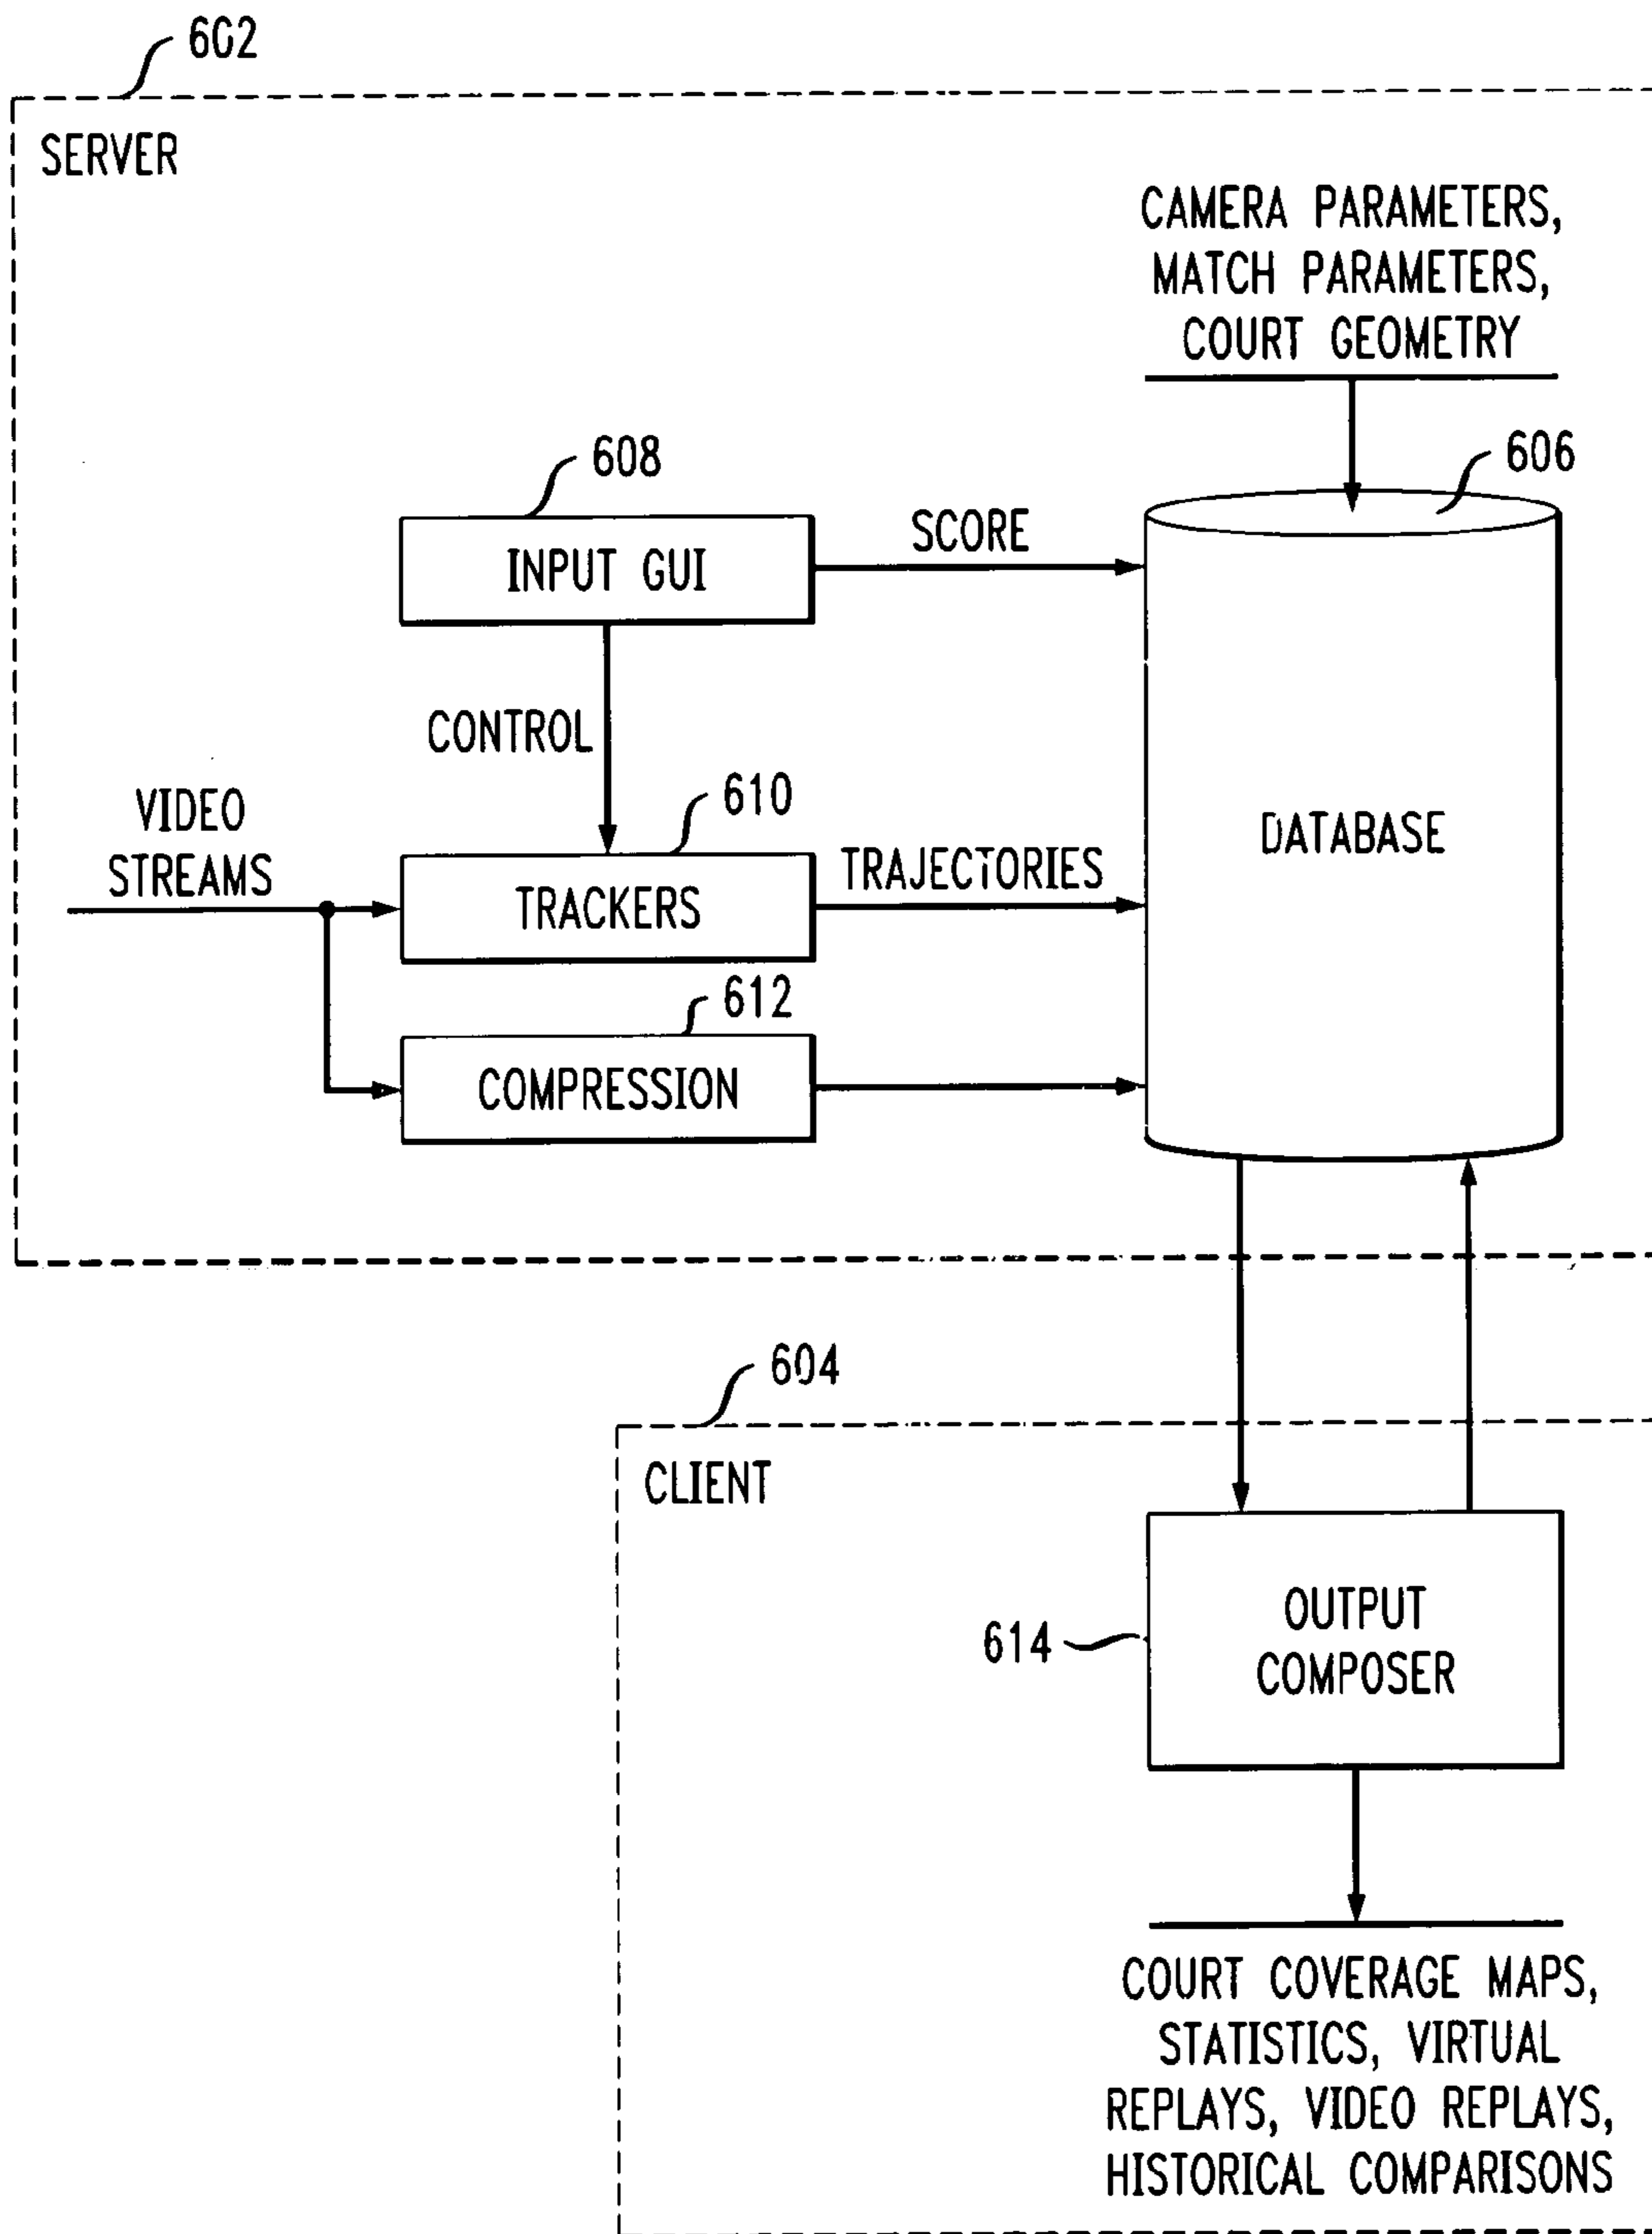 602
SERVER
CAMERA PARAMETERS,
MATCH PARAMETERS,
COURT GEOMETRY
608
606
INPUT GUI
SCORE
CONTROL
610
VIDEO
STREAMS
TRACKERS
TRAJECTORIES
DATABASE
612
COMPRESSION
604
CLIENT
614
OUTPUT
COMPOSER
COURT COVERAGE MAPS,
STATISTICS, VIRTUAL
REPLAYS, VIDEO REPLAYS,
HISTORICAL COMPARISONS